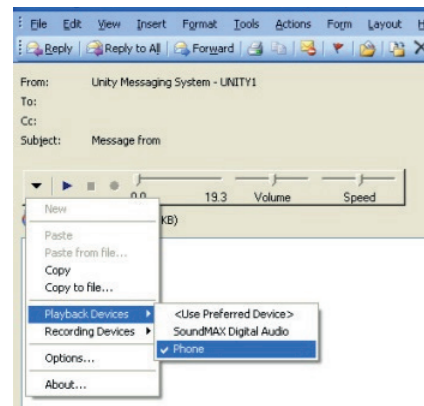 File Edit View Insert Format Tools Actions Form Layout
Reply Reply to All Forward
From: Unity Messaging System - UNITY1
To:
Cc:
Subject: Message from
0.0 19.3 Volume Speed
New
KB)
Paste
Paste from file...
Copy
Copy to file...
Playback Devices <Use Preferred Device>
Recording Devices SoundMAX Digital Audio
Phone
Options...
About...